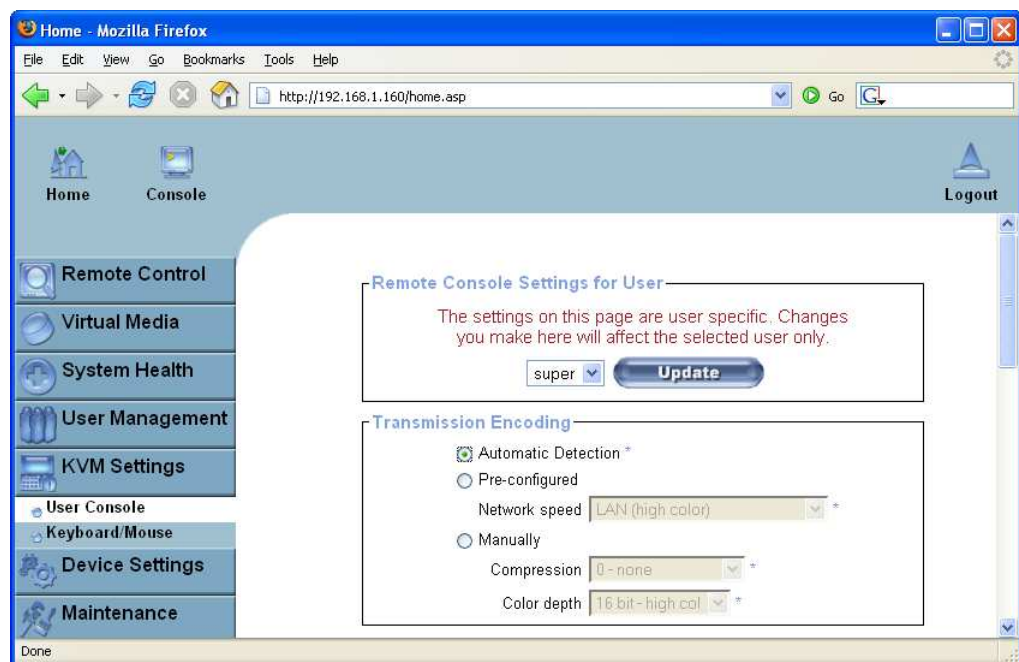 Home - Mozilla Firefox
File Edit View Go Bookmarks Tools Help
http://192.168.1.160/home.asp Go G
Home Console Logout
Remote Control
Virtual Media
System Health
User Management
KVM Settings
User Console
Keyboard/Mouse
Device Settings
Maintenance
Remote Console Settings for User
The settings on this page are user specific. Changes
you make here will affect the selected user only.
super Update
Transmission Encoding
Automatic Detection *
Pre-configured
Network speed LAN (high color) *
Manually
Compression 0 - none *
Color depth 16 bit - high col *
Done